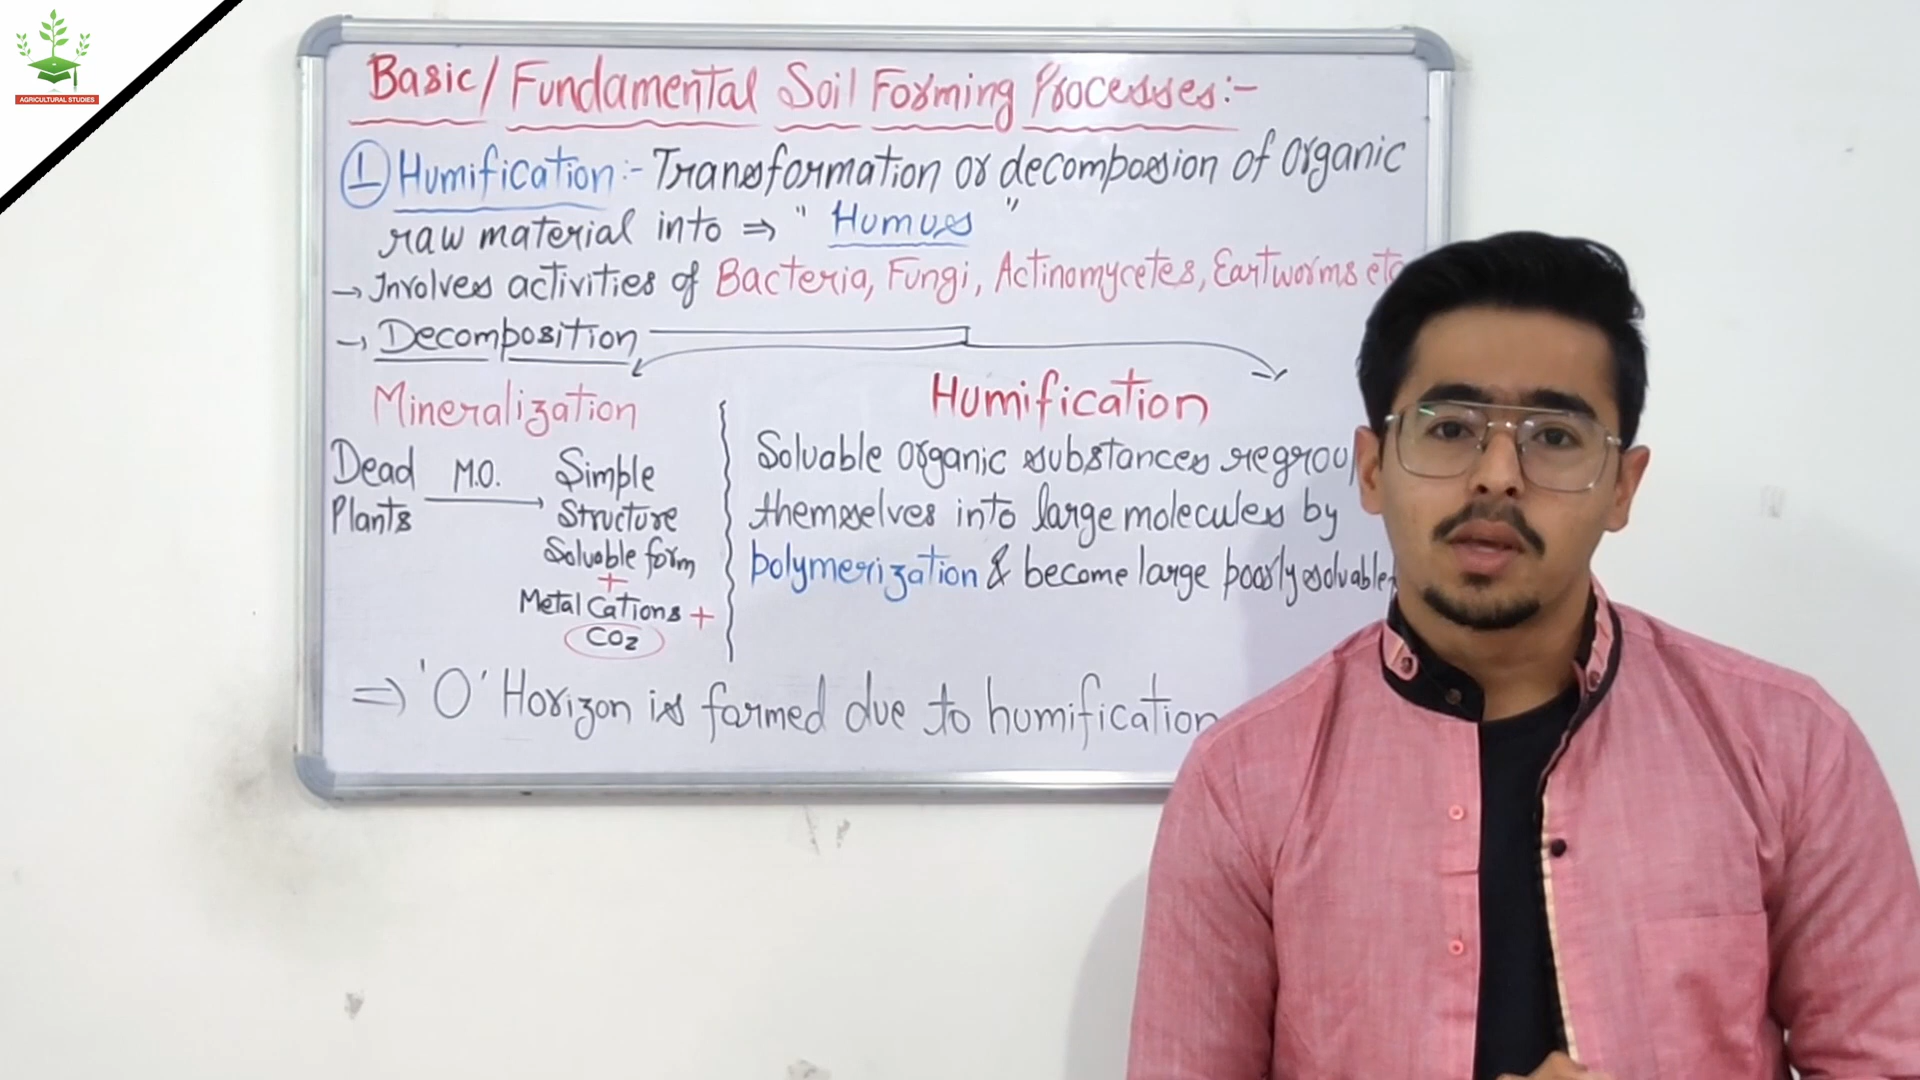 AGRICULTURAL STUDIES
Basic/Fundamental Soil Forming Processes:-
① Humification:- Transformation or decomposion of organic
raw material into ⇒ "Humus"
→ Involves activities of Bacteria, Fungi, Actinomycetes, Eartworms etc
→ Decomposition
Mineralization
Dead M.O. Simple
Plants Structure
Soluable form
+
Metal Cations +
CO2
Humification
Soluable organic substances regroup
themselves into large molecules by
polymerization & become large poorly soluable
⇒ 'O' Horizon is formed due to humification